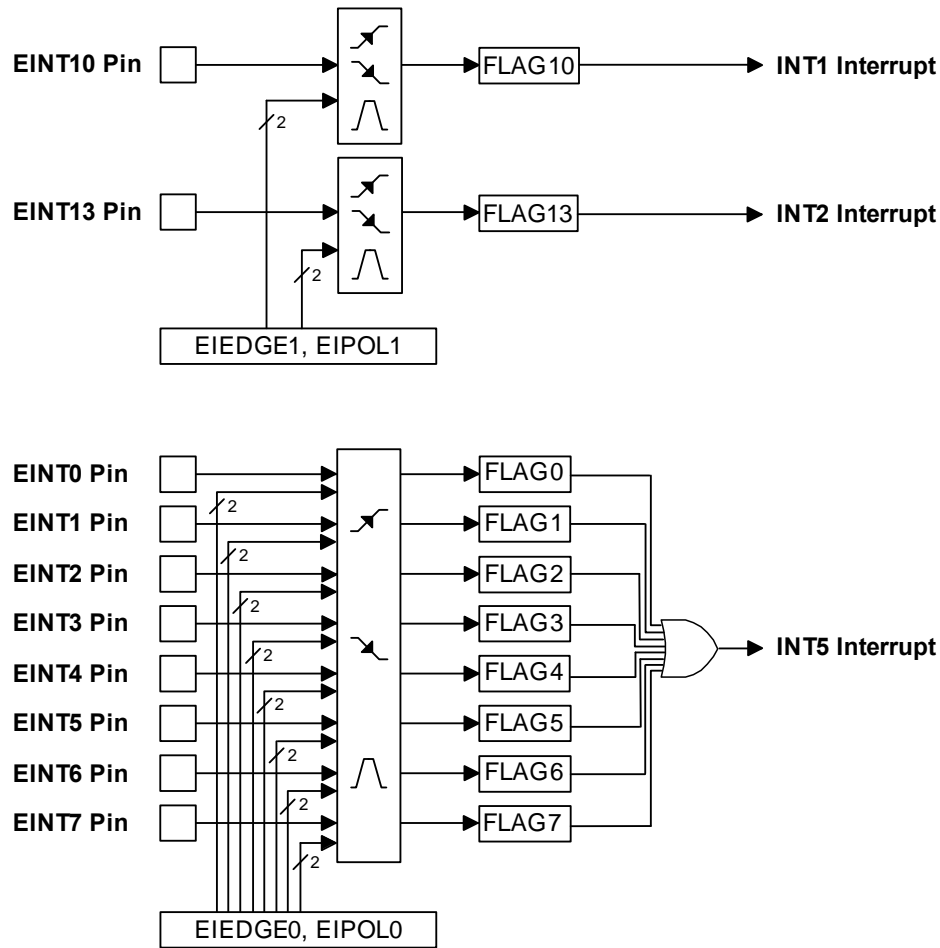 EINT10 Pin
FLAG10
INT1 Interrupt
2
EINT13 Pin
FLAG13
INT2 Interrupt
2
EIEDGE1, EIPOL1
EINT0 Pin
FLAG0
2
EINT1 Pin
FLAG1
2
EINT2 Pin
FLAG2
2
EINT3 Pin
FLAG3
INT5 Interrupt
2
EINT4 Pin
FLAG4
2
EINT5 Pin
FLAG5
2
EINT6 Pin
FLAG6
2
EINT7 Pin
FLAG7
2
EIEDGE0, EIPOL0